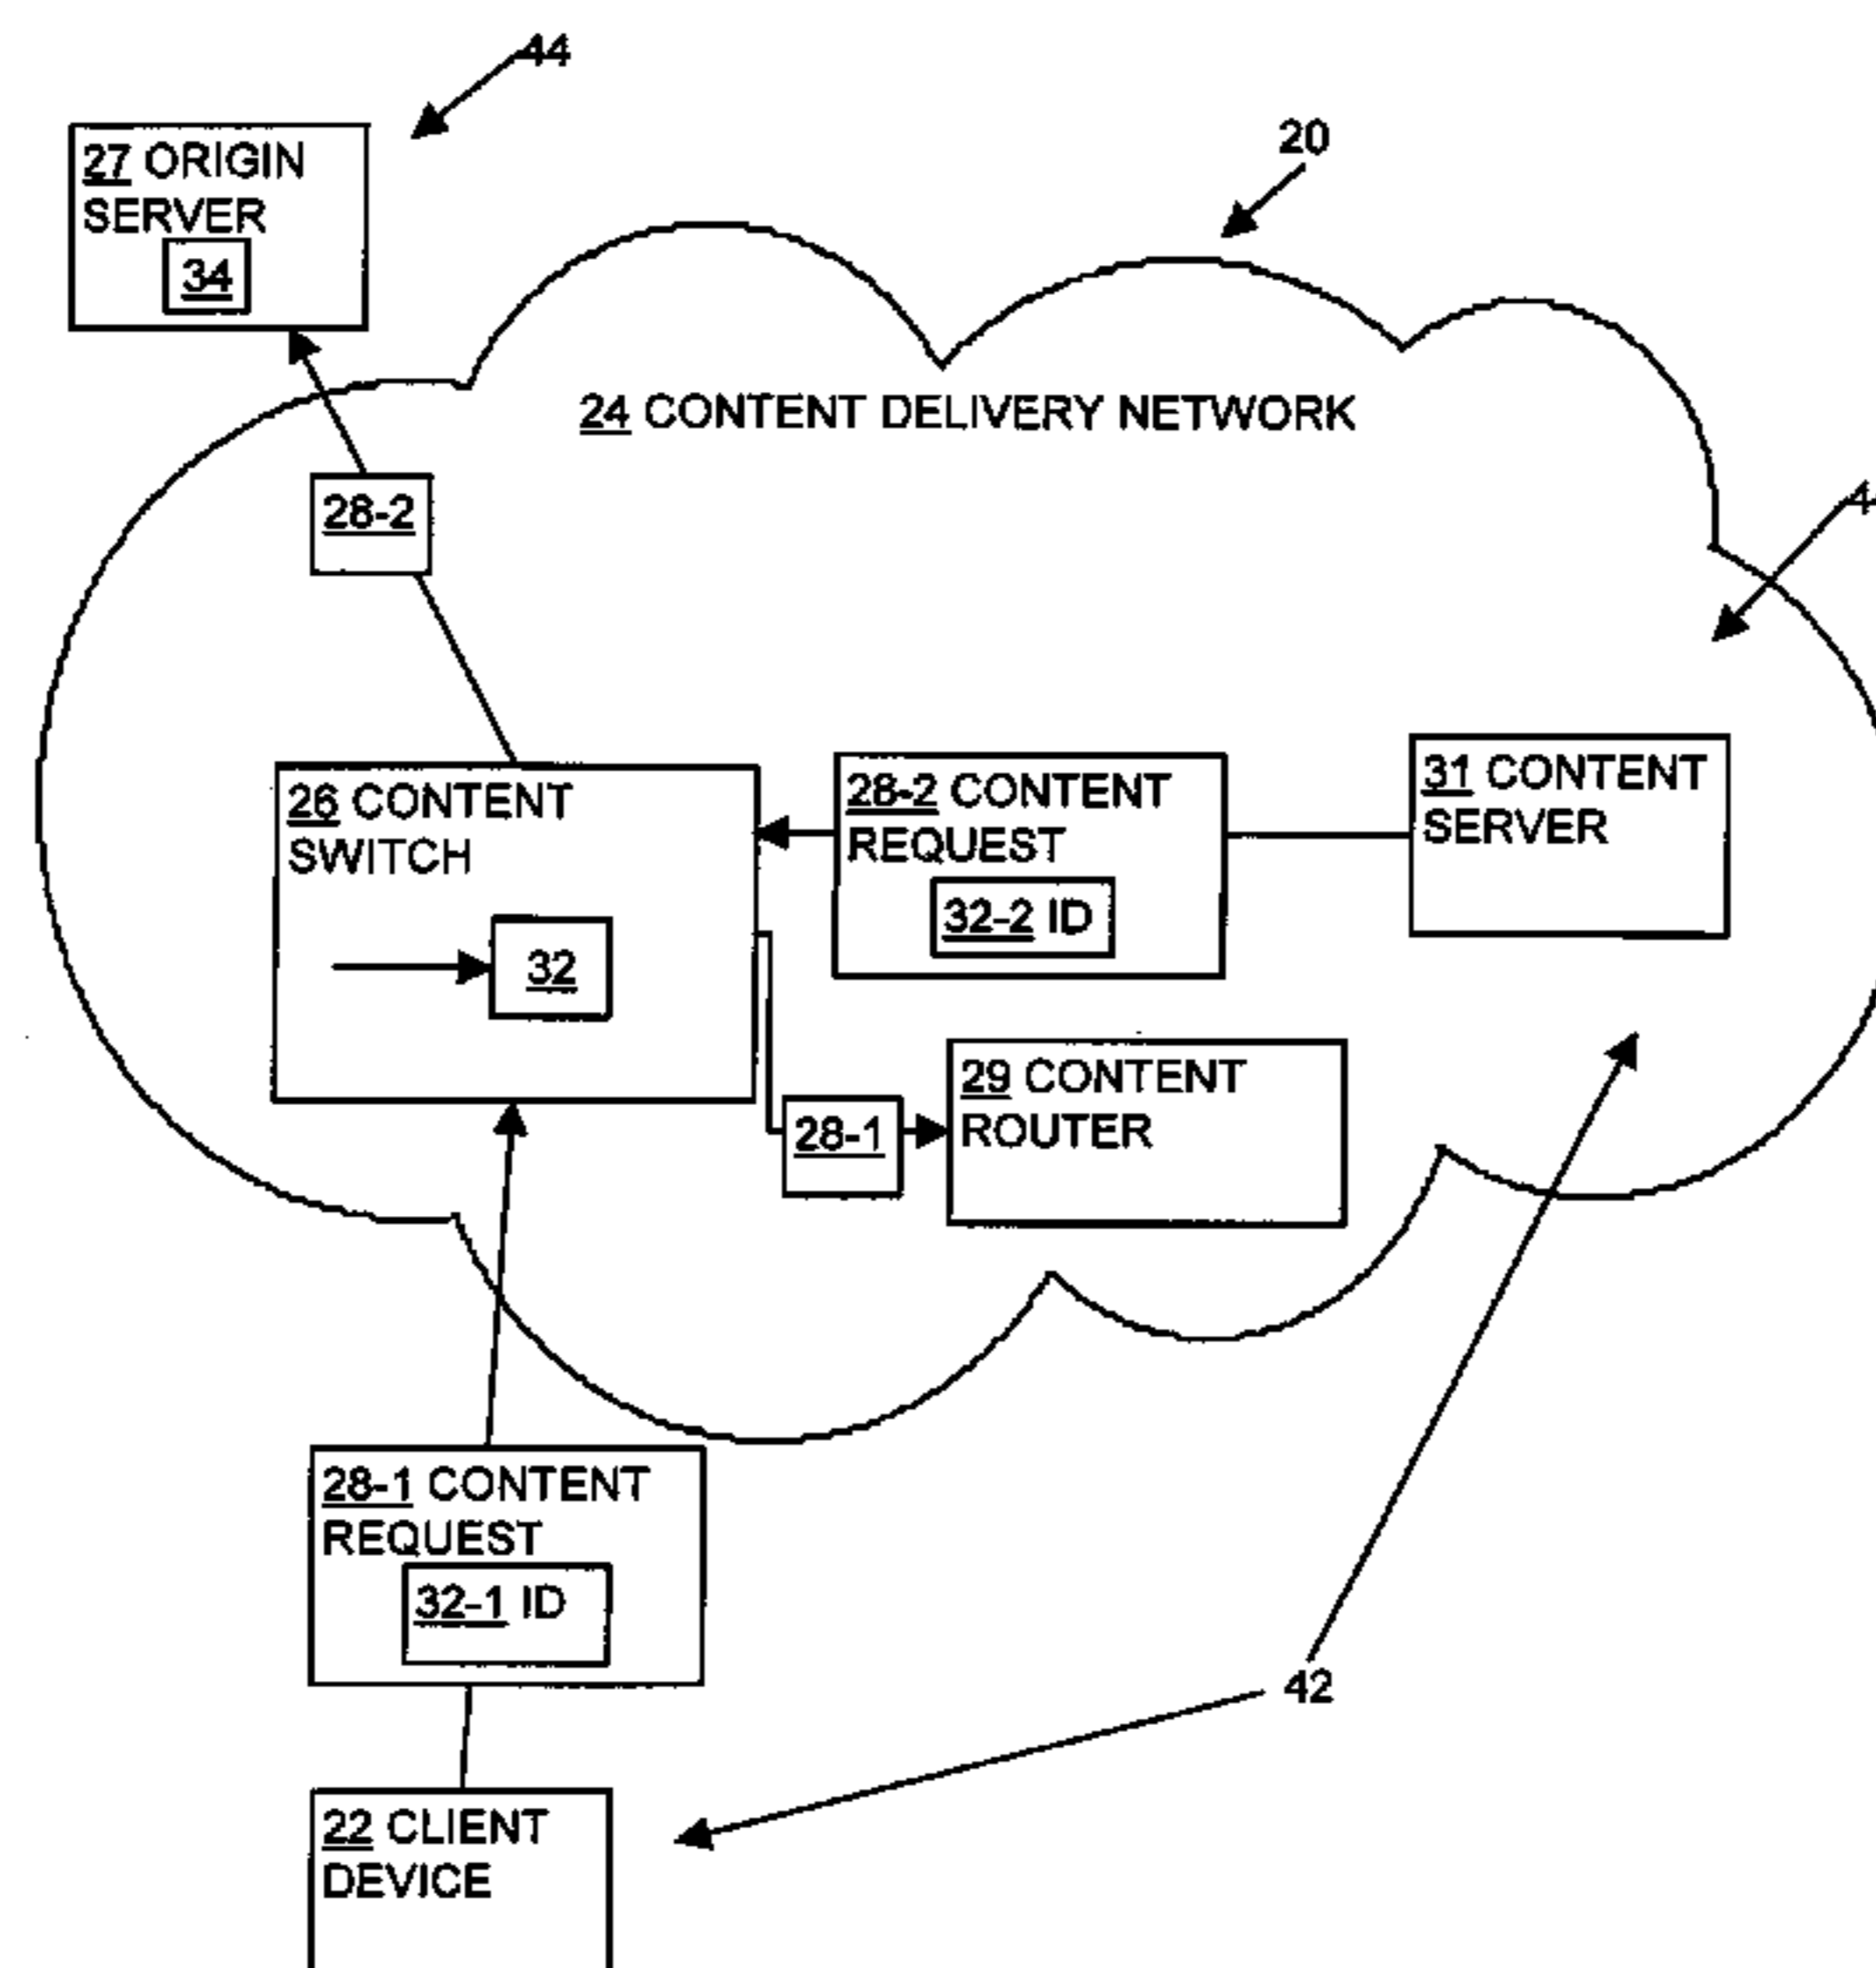 44
27 ORIGIN
SERVER
34
20
24 CONTENT DELIVERY NETWORK
28-2
4
26 CONTENT
SWITCH
32
28-2 CONTENT
REQUEST
32-2 ID
31 CONTENT
SERVER
28-1
29 CONTENT
ROUTER
28-1 CONTENT
REQUEST
32-1 ID
42
22 CLIENT
DEVICE